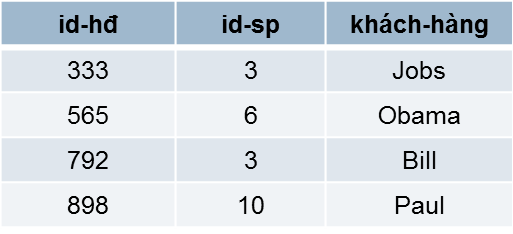 id-hđ id-sp khách-hàng
333 3 Jobs
565 6 Obama
792 3 Bill
898 10 Paul